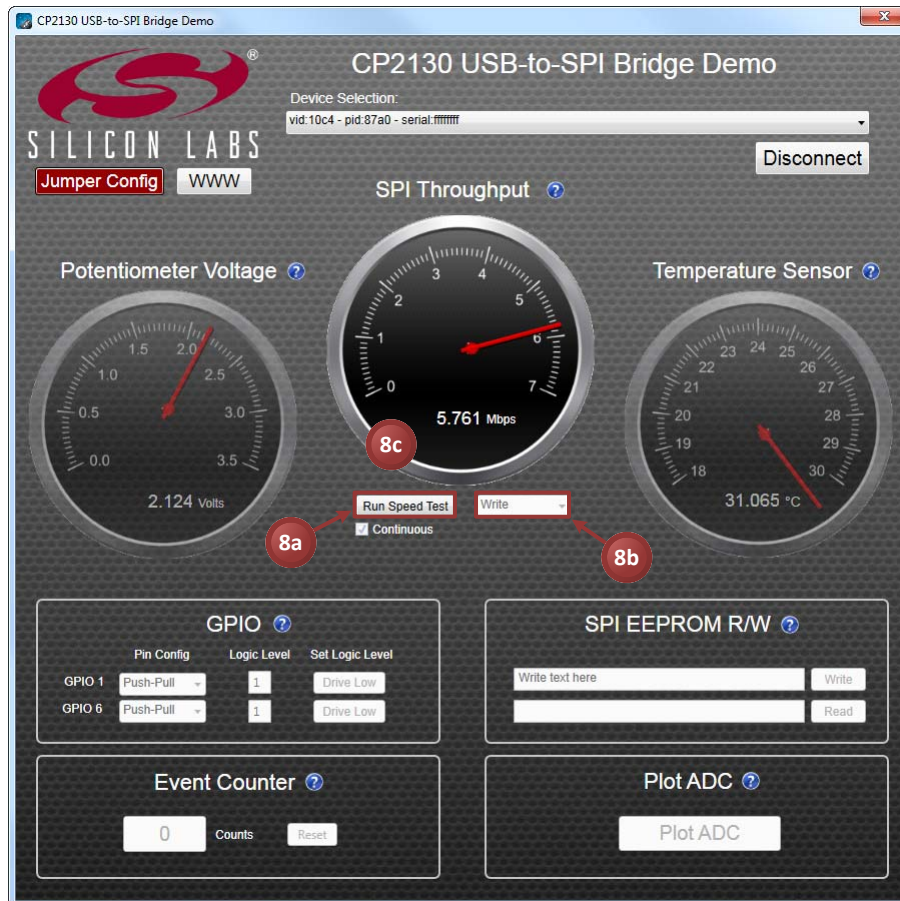 CP2130 USB-to-SPI Bridge Demo
x
®
SILICON LABS
CP2130 USB-to-SPI Bridge Demo
Device Selection:
vid:10c4 - pid:87a0 - serial:ffffffff
Disconnect
Jumper Config WWW
SPI Throughput ?
0 1 2 3 4 5 6 7
5.761 Mbps
Potentiometer Voltage ?
0.0 0.5 1.0 1.5 2.0 2.5 3.0 3.5
2.124 Volts
Temperature Sensor ?
18 19 20 21 22 23 24 25 26 27 28 29 30
31.065 °C
8c
Run Speed Test Write
Continuous
8a
8b
GPIO ?
Pin Config Logic Level Set Logic Level
GPIO 1 Push-Pull 1 Drive Low
GPIO 6 Push-Pull 1 Drive Low
SPI EEPROM R/W ?
Write text here Write
Read
Event Counter ?
0 Counts Reset
Plot ADC ?
Plot ADC